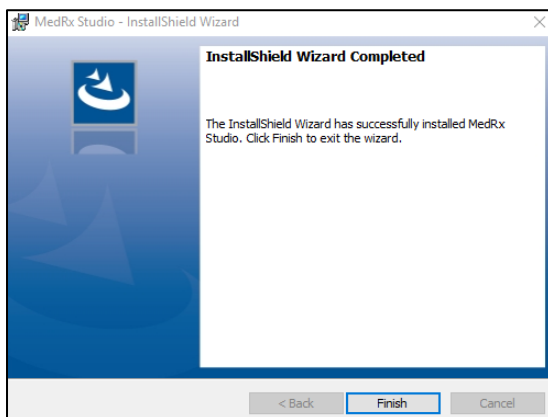 MedRx Studio - InstallShield Wizard
InstallShield Wizard Completed
The InstallShield Wizard has successfully installed MedRx
Studio. Click Finish to exit the wizard.
< Back
Finish
Cancel